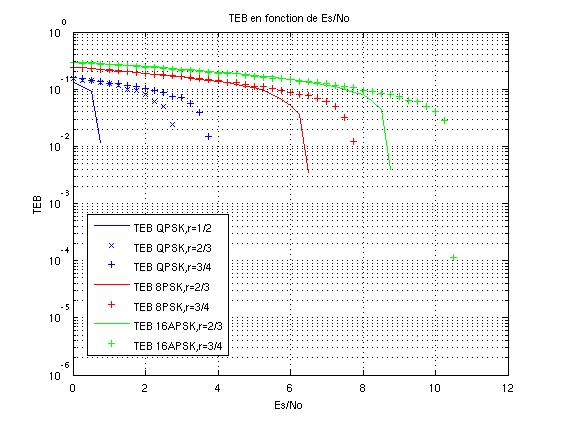 TEB en fonction de Es/No
10^0
10^-1
10^-2
10^-3
10^-4
10^-5
10^-6
TEB
TEB QPSK,r=1/2
TEB QPSK,r=2/3
TEB QPSK,r=3/4
TEB 8PSK,r=2/3
TEB 8PSK,r=3/4
TEB 16APSK,r=2/3
TEB 16APSK,r=3/4
0 2 4 6 8 10 12
Es/No